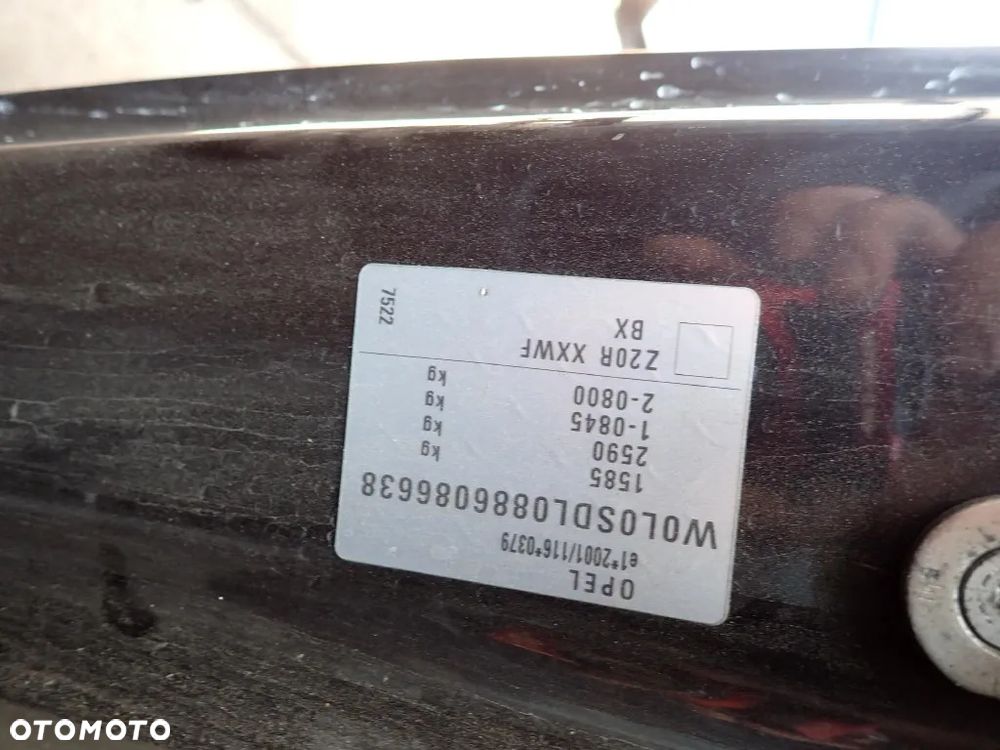 OPEL
e1*2001/116*0379
W0L0SDL0886086638
1585 kg
2590 kg
1-0845 kg
2-0800 kg
Z20R XXWF
BX
7522
OTOMOTO